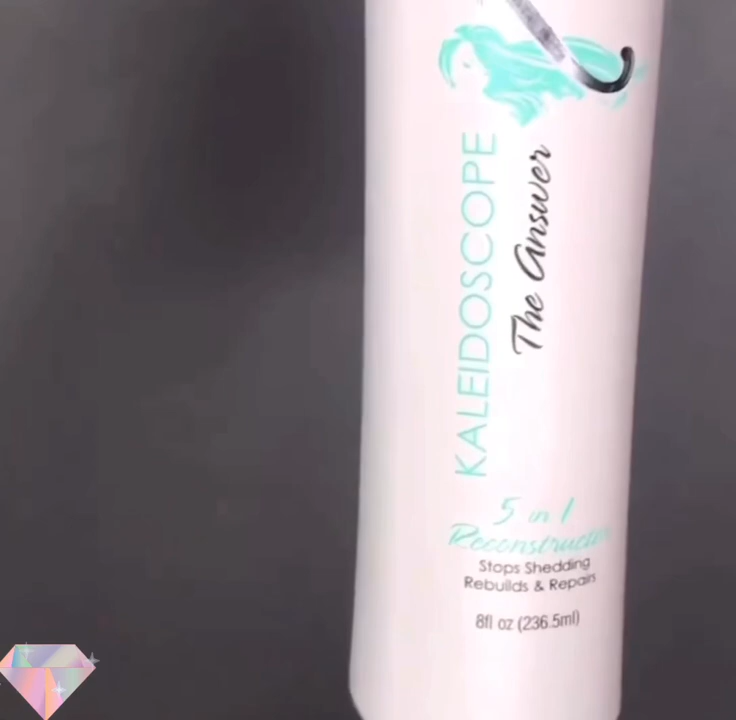 KALEIDOSCOPE
The Answer
5 in 1
Reconstructor
Stops Shedding
Rebuilds & Repairs
8fl oz (236.5ml)